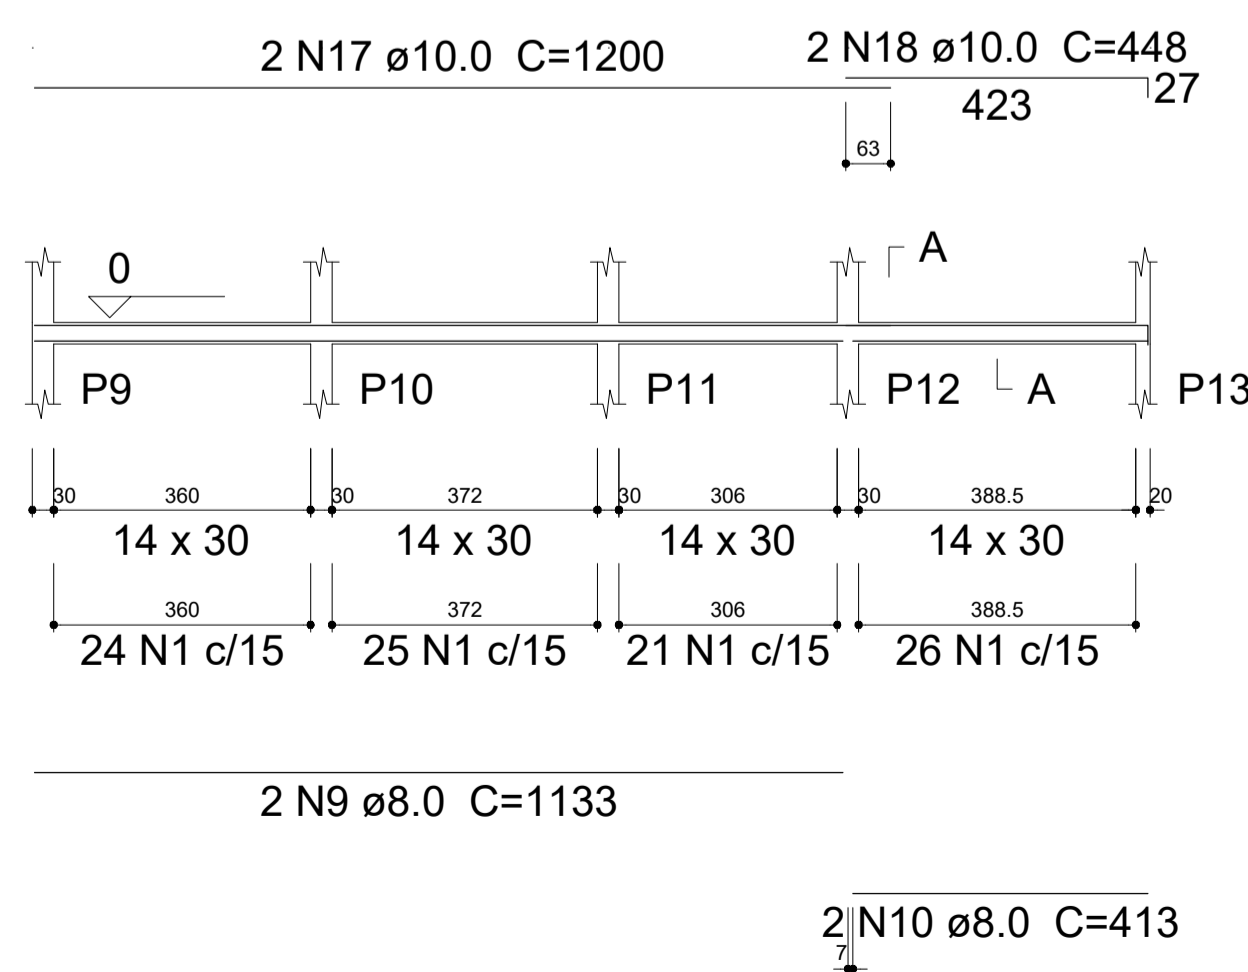 2 N17 ø10.0 C=1200
2 N18 ø10.0 C=448
27
423
63
A
0
P9 P10 P11 P12 A P13
30 360 30 372 30 306 30 388.5 20
14 x 30 14 x 30 14 x 30 14 x 30
360 372 306 388.5
24 N1 c/15 25 N1 c/15 21 N1 c/15 26 N1 c/15
2 N9 ø8.0 C=1133
2 N10 ø8.0 C=413
7